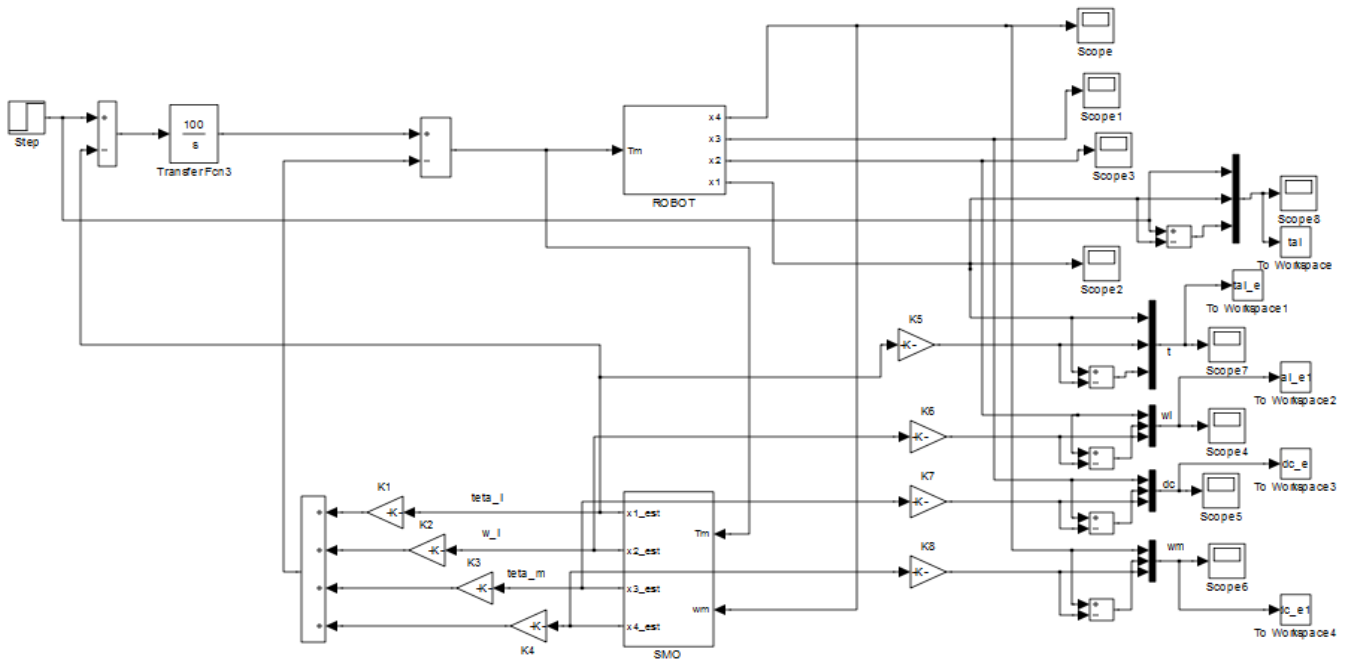 Scope
Step
100
s
Transfer Fcn3
+
−
+
−
Tm
x4
x3
x2
x1
ROBOT
Scope1
Scope3
Scope8
tal
To Workspace
+
−
Scope2
tal_e
To Workspace1
K5
-K-
t
Scope7
+
−
al_e1
To Workspace2
K6
-K-
wl
Scope4
+
−
dc_e
To Workspace3
K7
-K-
dc
Scope5
+
−
K8
-K-
wm
Scope6
+
−
To Workspace4
K1
-K
teta_l
x1_est
K2
-K
w_l
x2_est
Tm
K3
-K
teta_m
x3_est
wm
K4
-K
x4_est
SMO
+
+
+
+